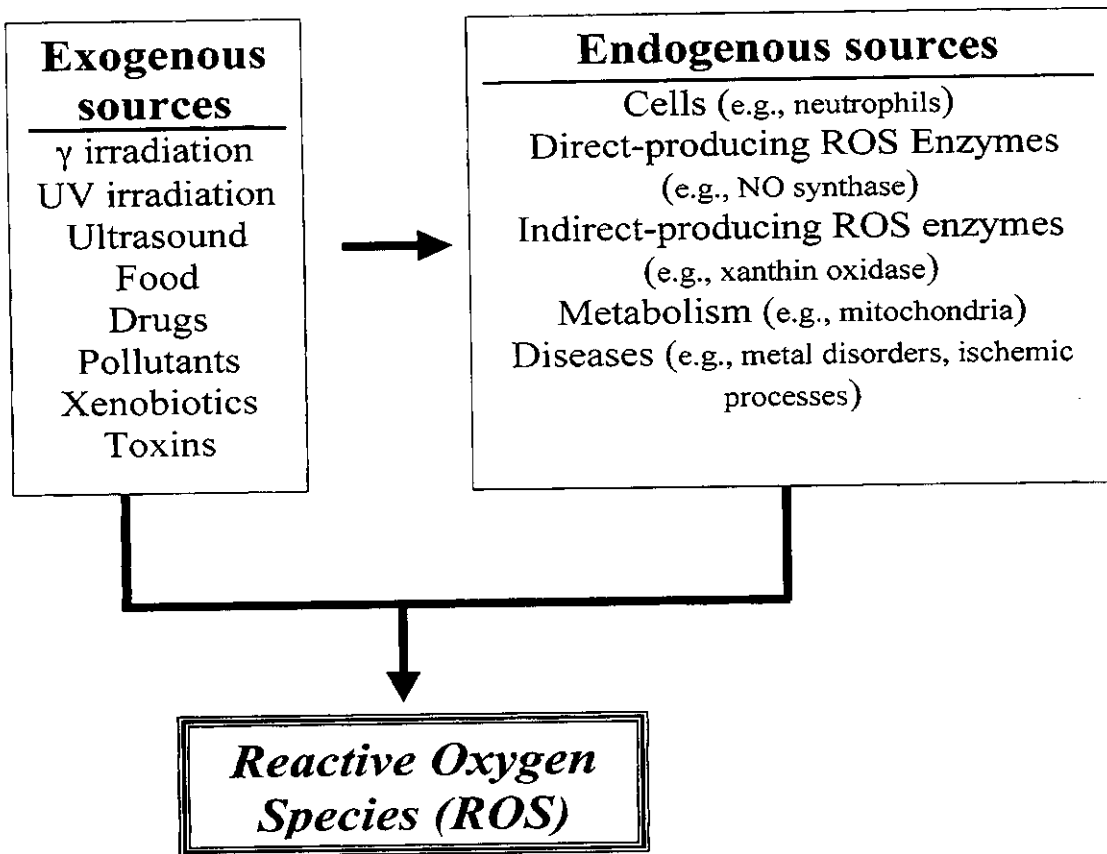 Exogenous
sources
γ irradiation
UV irradiation
Ultrasound
Food
Drugs
Pollutants
Xenobiotics
Toxins
Endogenous sources
Cells (e.g., neutrophils)
Direct-producing ROS Enzymes
(e.g., NO synthase)
Indirect-producing ROS enzymes
(e.g., xanthin oxidase)
Metabolism (e.g., mitochondria)
Diseases (e.g., metal disorders, ischemic
processes)
Reactive Oxygen
Species (ROS)